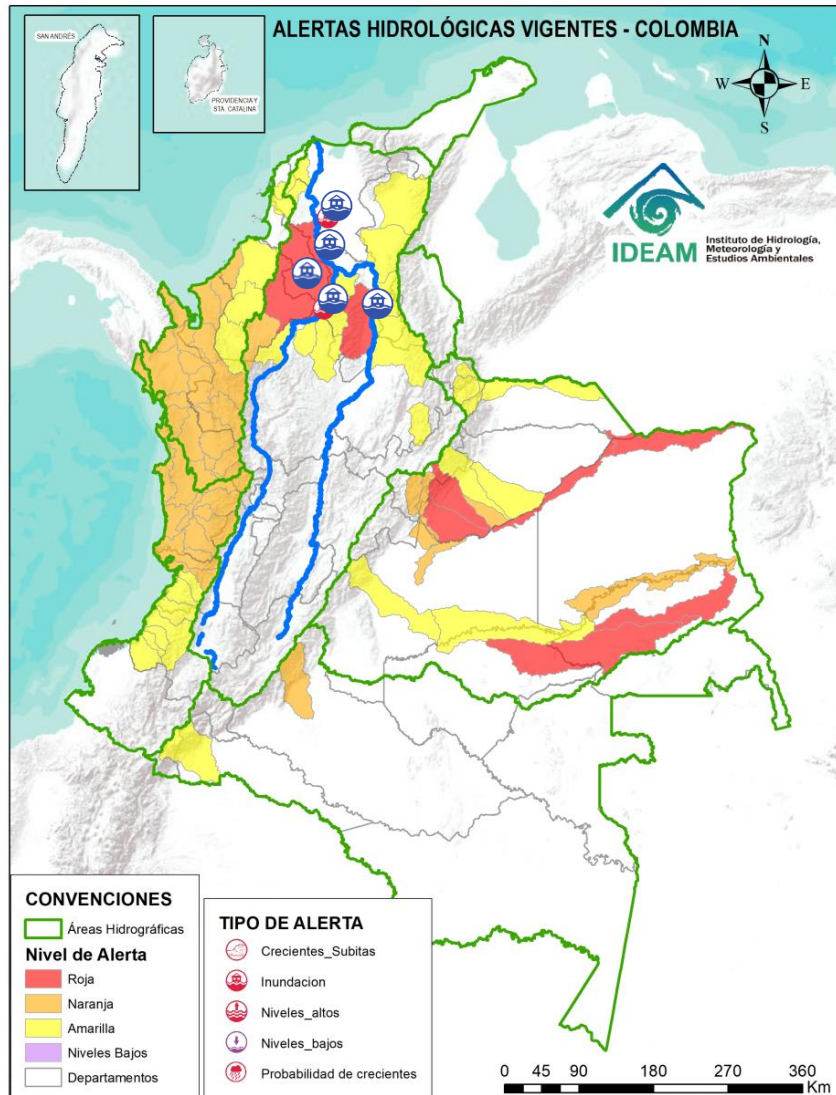 ALERTAS HIDROLÓGICAS VIGENTES - COLOMBIA
SAN ANDRÉS
PROVIDENCIA Y
STA. CATALINA
N
W
E
S
IDEAM
Instituto de Hidrología,
Meteorología y
Estudios Ambientales
CONVENCIONES
Áreas Hidrográficas
Nivel de Alerta
Roja
Naranja
Amarilla
Niveles Bajos
Departamentos
TIPO DE ALERTA
Crecientes_Subitas
Inundacion
Niveles_altos
Niveles_bajos
Probabilidad de crecientes
0 45 90 180 270 360
Km